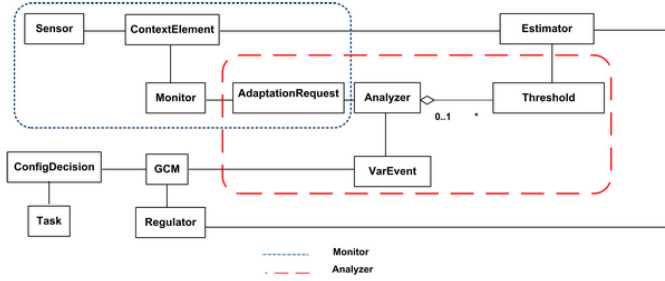 Sensor
ContextElement
Estimator
Monitor
AdaptationRequest
Analyzer
Threshold
0..1
*
ConfigDecision
GCM
VarEvent
Task
Regulator
Monitor
Analyzer